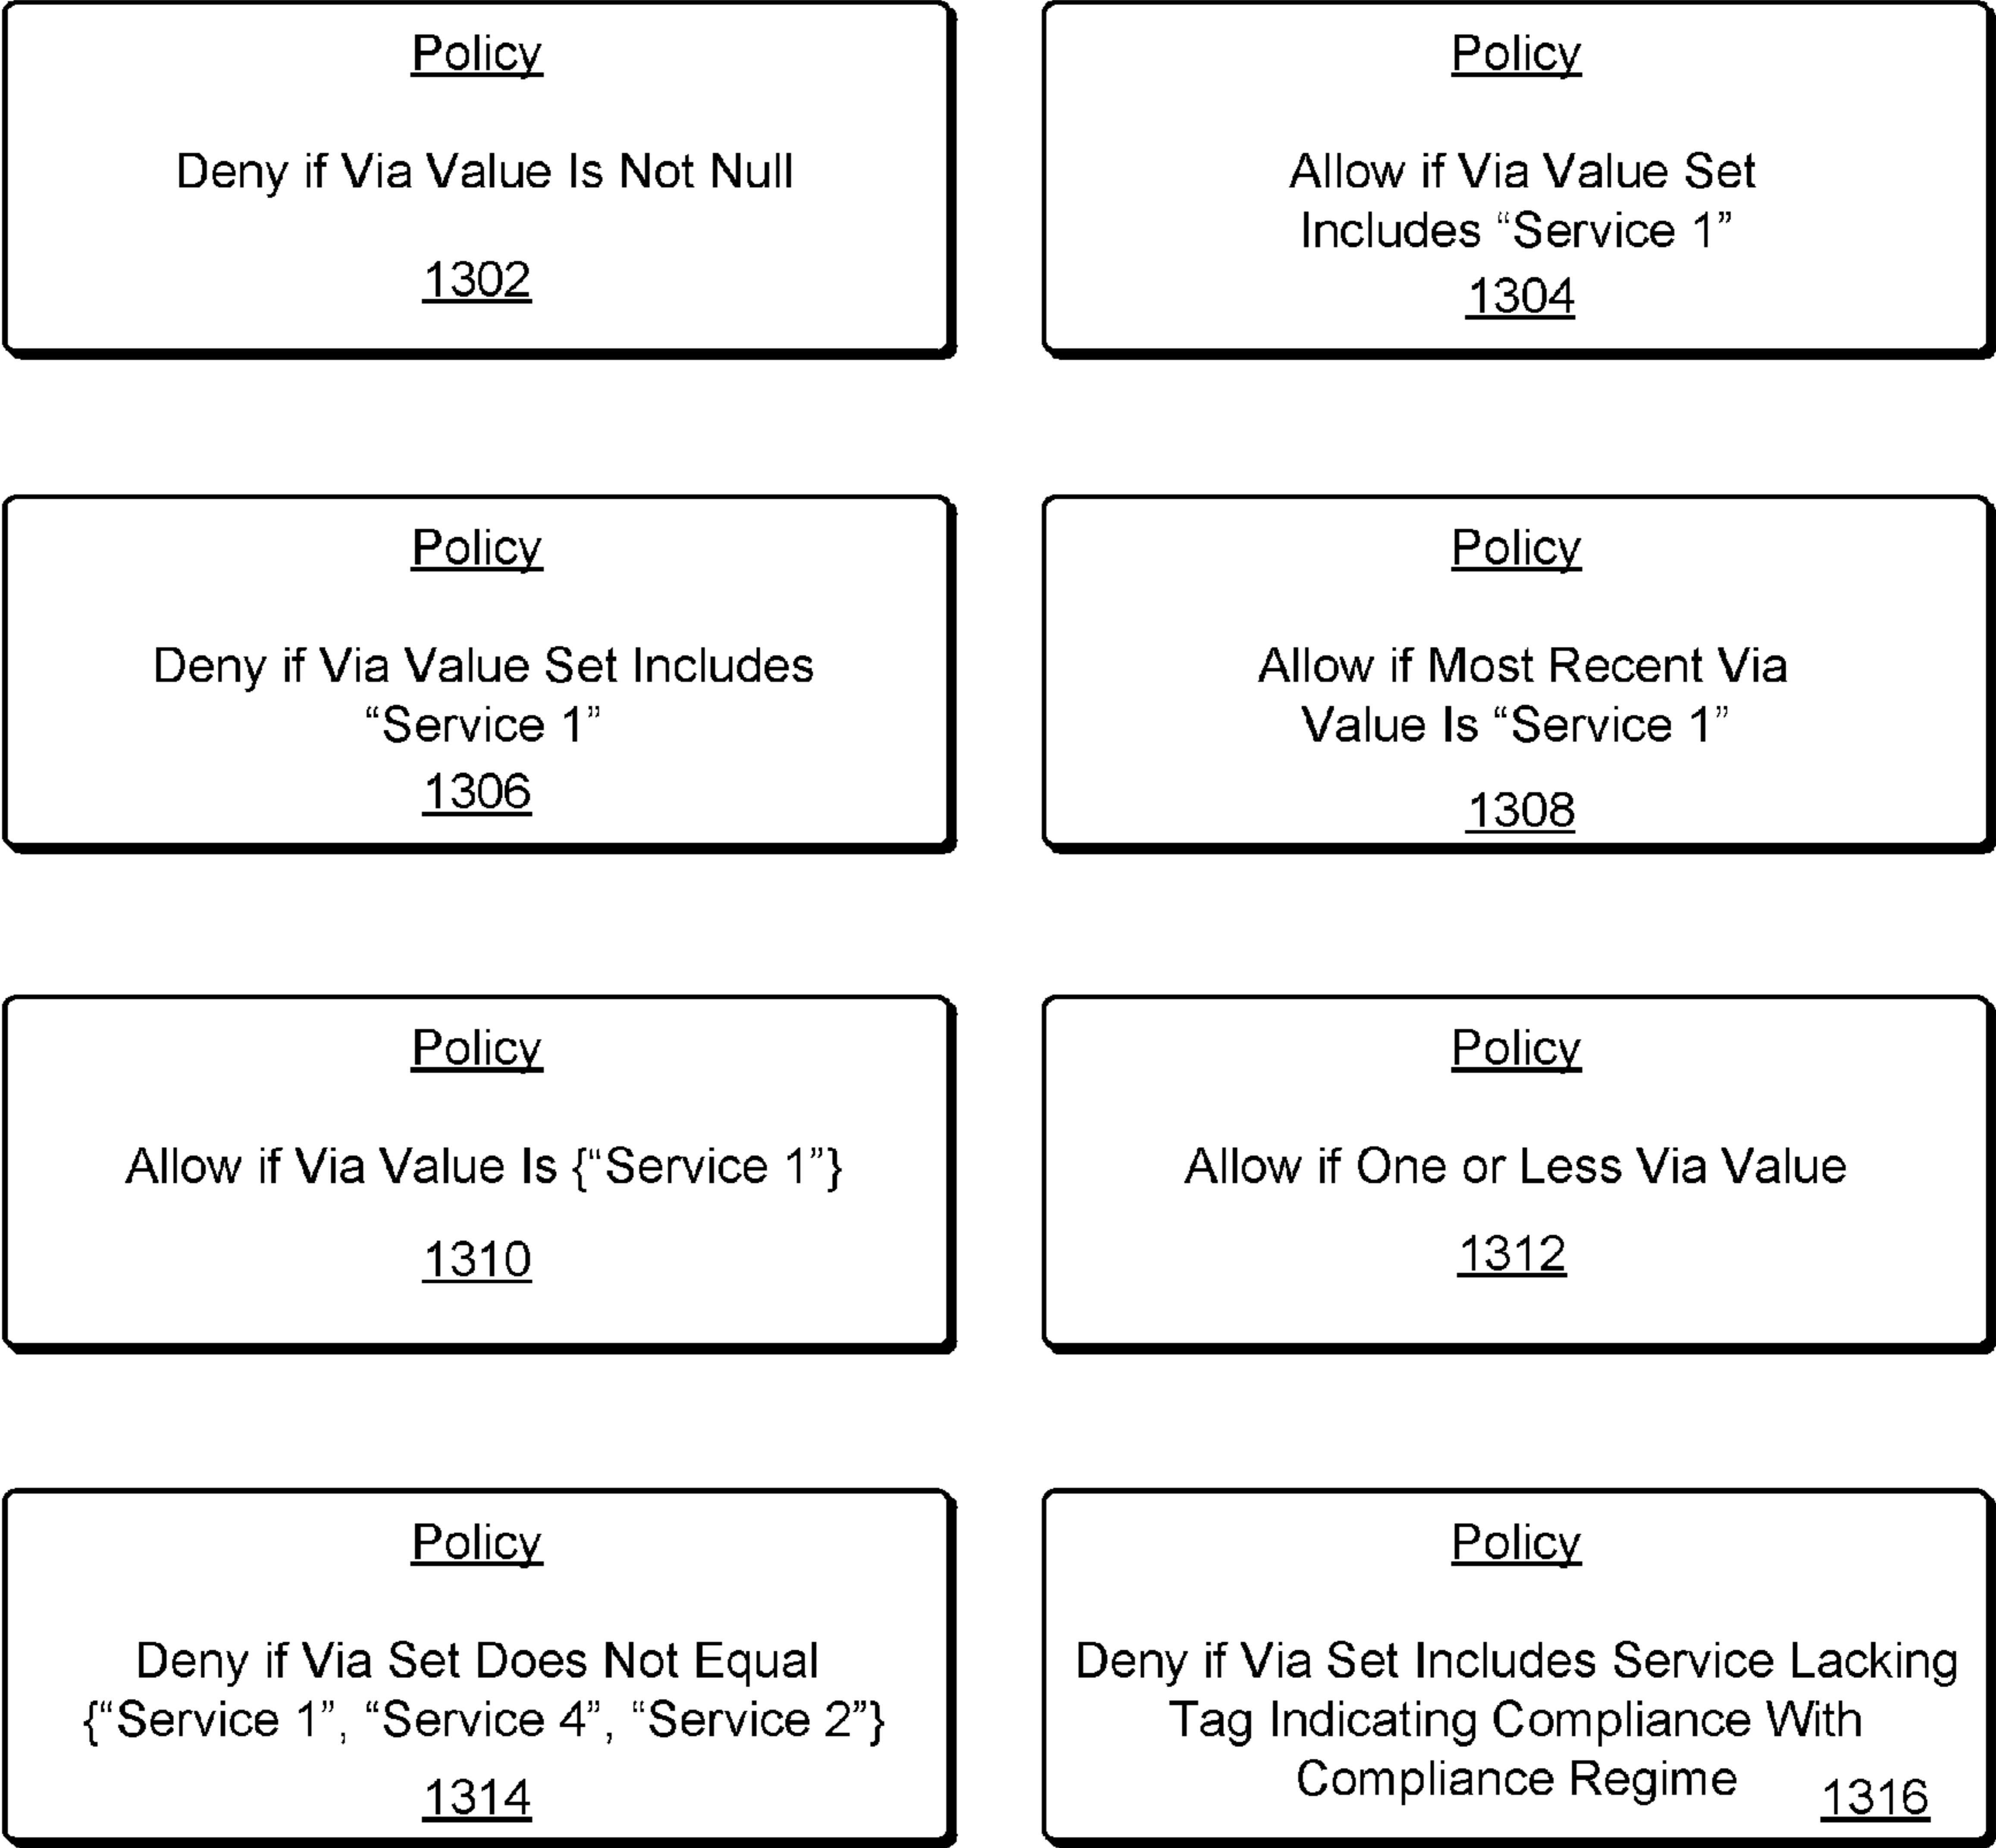 Policy
Deny if Via Value Is Not Null
1302
Policy
Allow if Via Value Set
Includes “Service 1”
1304
Policy
Deny if Via Value Set Includes
“Service 1”
1306
Policy
Allow if Most Recent Via
Value Is “Service 1”
1308
Policy
Allow if Via Value Is {“Service 1”}
1310
Policy
Allow if One or Less Via Value
1312
Policy
Deny if Via Set Does Not Equal
{“Service 1”, “Service 4”, “Service 2”}
1314
Policy
Deny if Via Set Includes Service Lacking
Tag Indicating Compliance With
Compliance Regime
1316